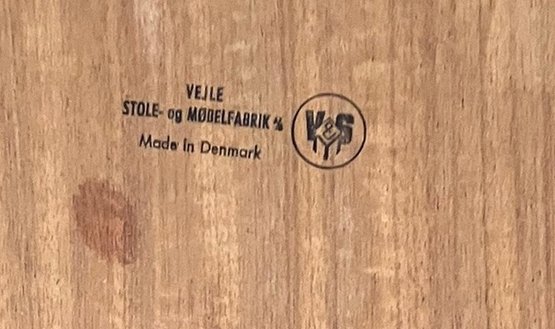 VEJLE
STOLE- og MØBELFABRIK A/S
Made in Denmark
V&S